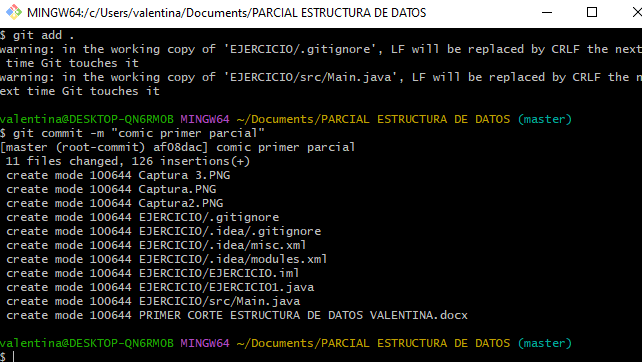 MINGW64:/c/Users/valentina/Documents/PARCIAL ESTRUCTURA DE DATOS
$ git add .
warning: in the working copy of 'EJERCICIO/.gitignore', LF will be replaced by CRLF the next
 time Git touches it
warning: in the working copy of 'EJERCICIO/src/Main.java', LF will be replaced by CRLF the n
ext time Git touches it
valentina@DESKTOP-QN6RMOB MINGW64 ~/Documents/PARCIAL ESTRUCTURA DE DATOS (master)
$ git commit -m "comic primer parcial"
[master (root-commit) af08dac] comic primer parcial
 11 files changed, 126 insertions(+)
 create mode 100644 Captura 3.PNG
 create mode 100644 Captura.PNG
 create mode 100644 Captura2.PNG
 create mode 100644 EJERCICIO/.gitignore
 create mode 100644 EJERCICIO/.idea/.gitignore
 create mode 100644 EJERCICIO/.idea/misc.xml
 create mode 100644 EJERCICIO/.idea/modules.xml
 create mode 100644 EJERCICIO/EJERCICIO.iml
 create mode 100644 EJERCICIO/EJERCICIO1.java
 create mode 100644 EJERCICIO/src/Main.java
 create mode 100644 PRIMER CORTE ESTRUCTURA DE DATOS VALENTINA.docx
valentina@DESKTOP-QN6RMOB MINGW64 ~/Documents/PARCIAL ESTRUCTURA DE DATOS (master)
$